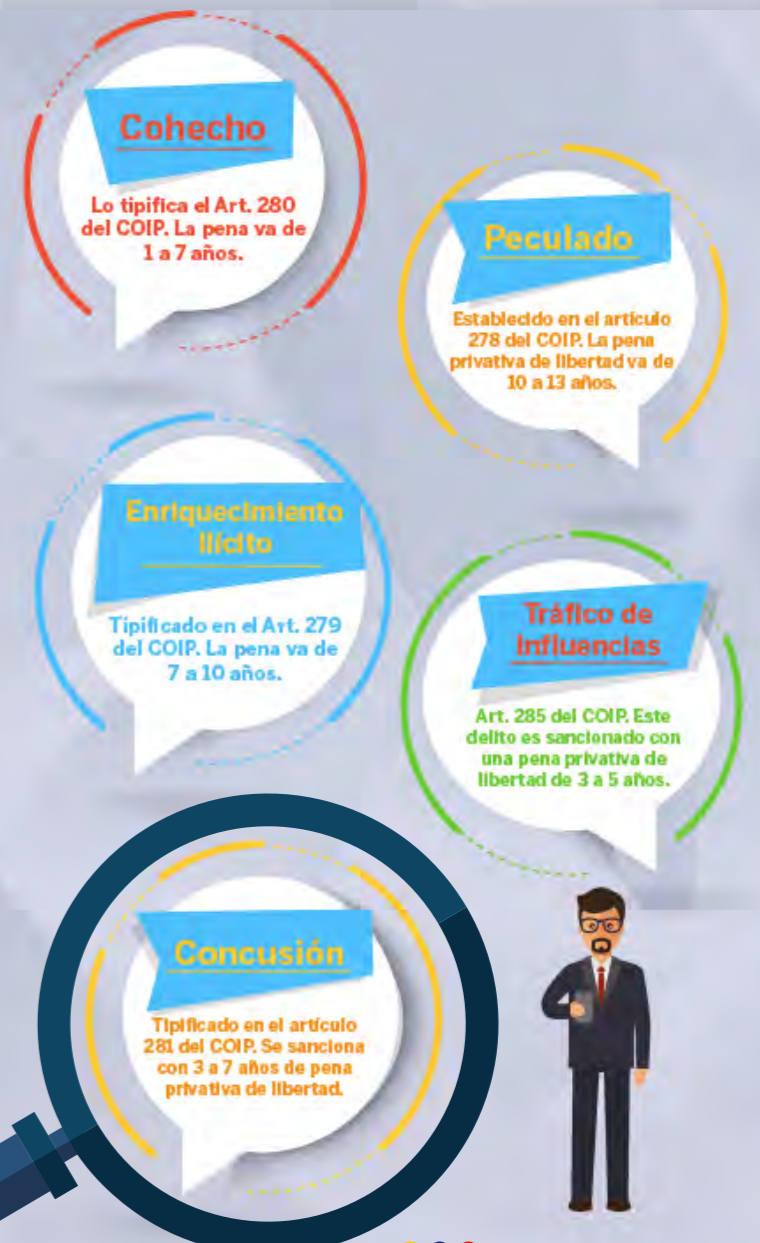 Cohecho
Lo tipifica el Art. 280
del COIP. La pena va de
1 a 7 años.
Peculado
Establecido en el artículo
278 del COIP. La pena
privativa de libertad va de
10 a 13 años.
Enriquecimiento
Ilícito
Tipificado en el Art. 279
del COIP. La pena va de
7 a 10 años.
Tráfico de
Influencias
Art. 285 del COIP. Este
delito es sancionado con
una pena privativa de
libertad de 3 a 5 años.
Concusión
Tipificado en el artículo
281 del COIP. Se sanciona
con 3 a 7 años de pena
privativa de libertad.